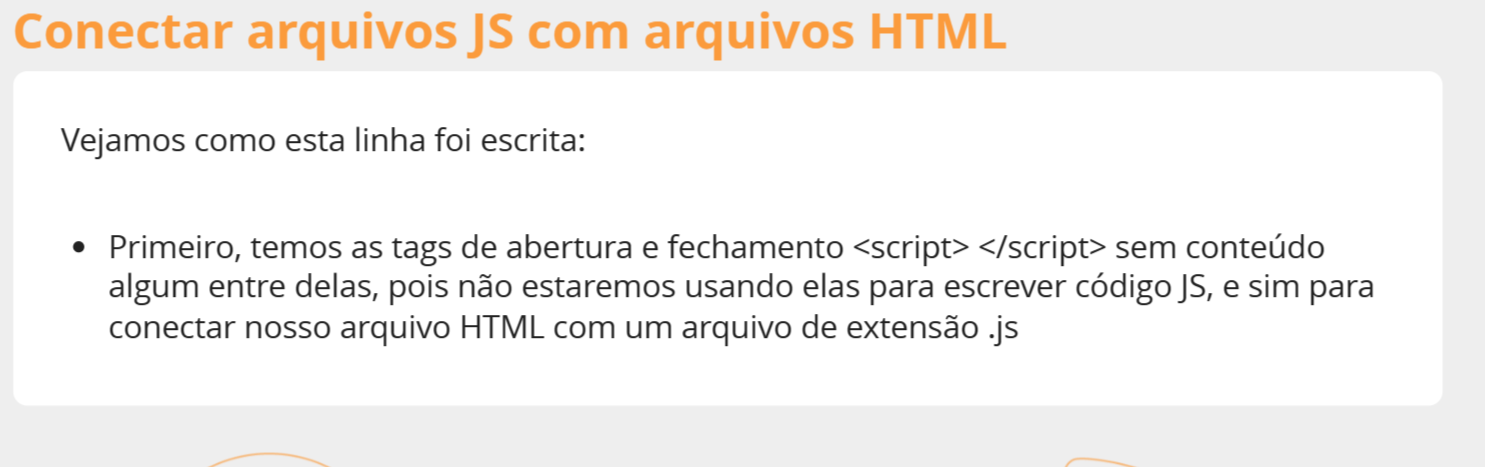 Conectar arquivos JS com arquivos HTML
Vejamos como esta linha foi escrita:
• Primeiro, temos as tags de abertura e fechamento <script> </script> sem conteúdo
algum entre delas, pois não estaremos usando elas para escrever código JS, e sim para
conectar nosso arquivo HTML com um arquivo de extensão .js